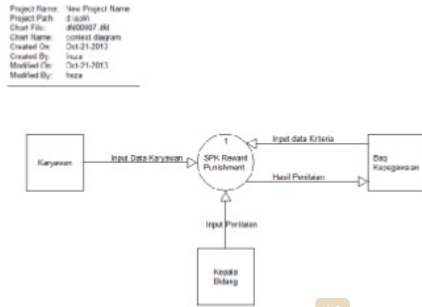 Project Name: New Project Name
Project Path: d:\spk\
Chart File: dfd00007.dfd
Chart Name: context diagram
Created On: Oct-21-2013
Created By:
Modified On: Oct-21-2013
Modified By:
1
SPK Reward
Punishment
Karyawan
Input Data Karyawan
Input data Kriteria
Bag
Kepegawaian
Hasil Penilaian
Input Penilaian
Kepala
Bidang